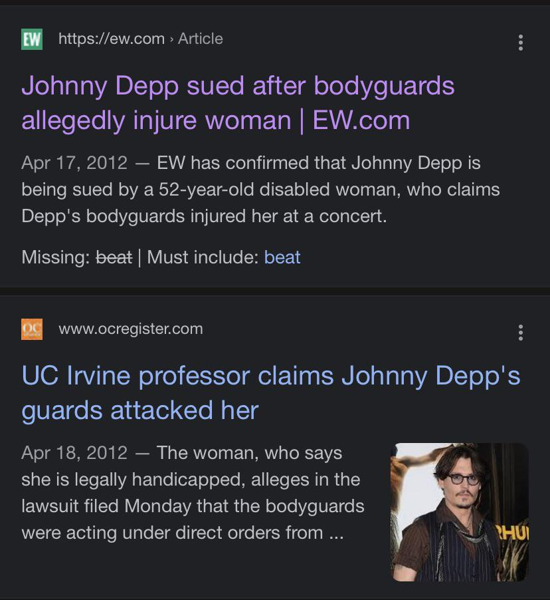 EW
https://ew.com › Article
Johnny Depp sued after bodyguards
allegedly injure woman | EW.com
Apr 17, 2012 — EW has confirmed that Johnny Depp is
being sued by a 52-year-old disabled woman, who claims
Depp's bodyguards injured her at a concert.
Missing: beat | Must include: beat
OC
www.ocregister.com
UC Irvine professor claims Johnny Depp's
guards attacked her
Apr 18, 2012 — The woman, who says
she is legally handicapped, alleges in the
lawsuit filed Monday that the bodyguards
were acting under direct orders from ...